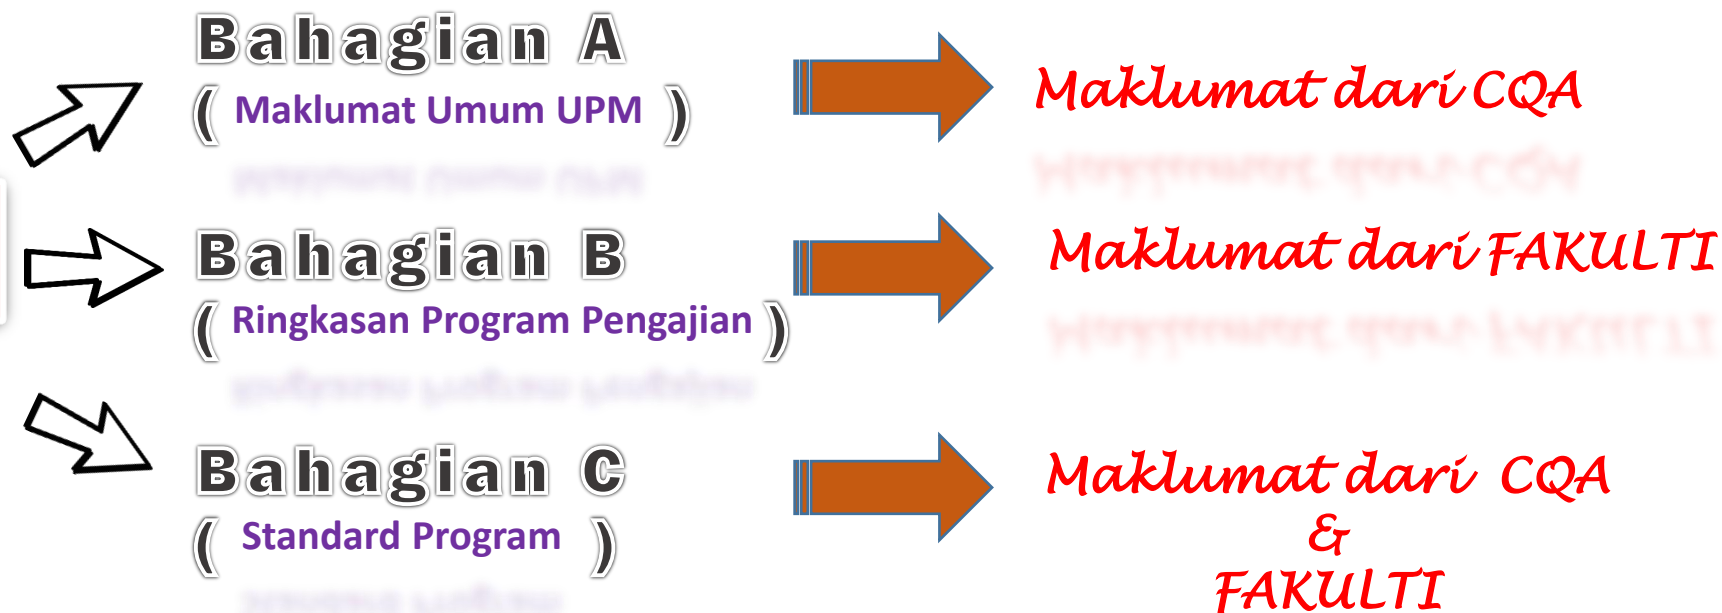 Bahagian A
( Maklumat Umum UPM )
Maklumat dari CQA
Bahagian B
( Ringkasan Program Pengajian )
Maklumat dari FAKULTI
Bahagian C
( Standard Program )
Maklumat dari CQA
&
FAKULTI